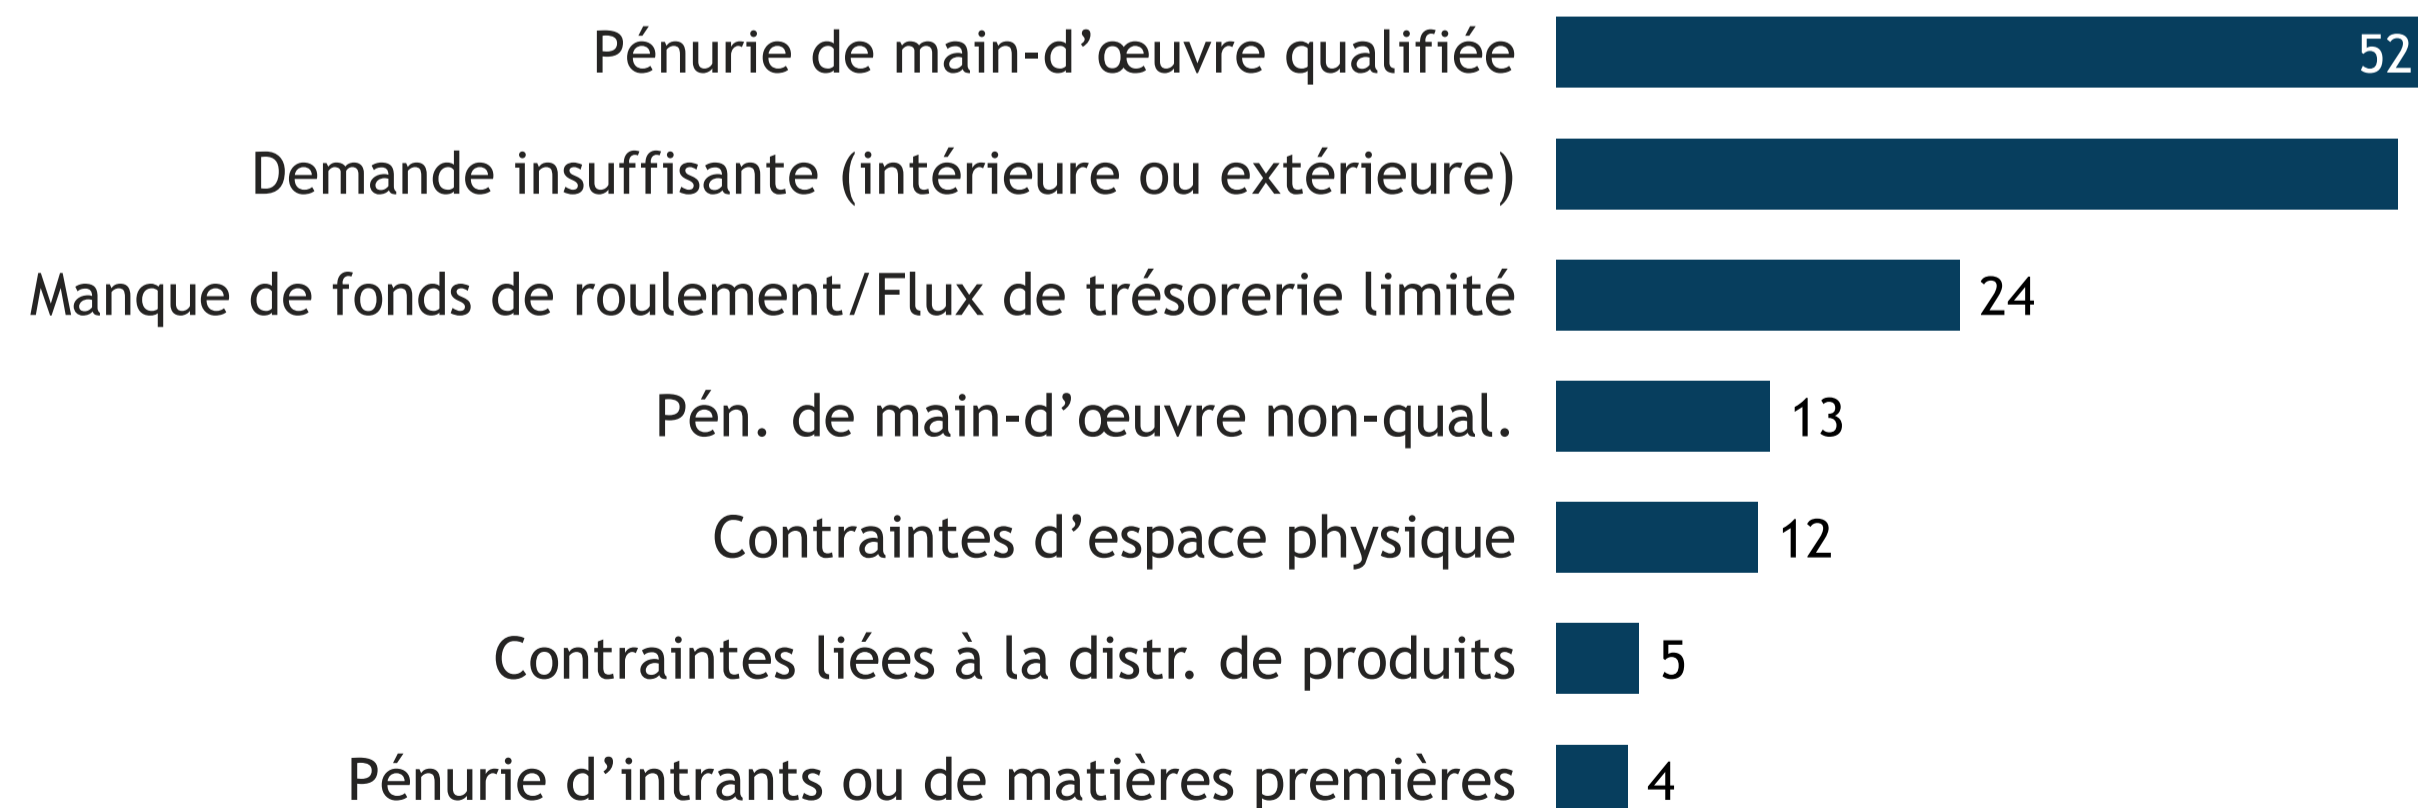 Pénurie de main-d’œuvre qualifiée 52
Demande insuffisante (intérieure ou extérieure)
Manque de fonds de roulement/Flux de trésorerie limité 24
Pén. de main-d’œuvre non-qual. 13
Contraintes d’espace physique 12
Contraintes liées à la distr. de produits 5
Pénurie d’intrants ou de matières premières 4